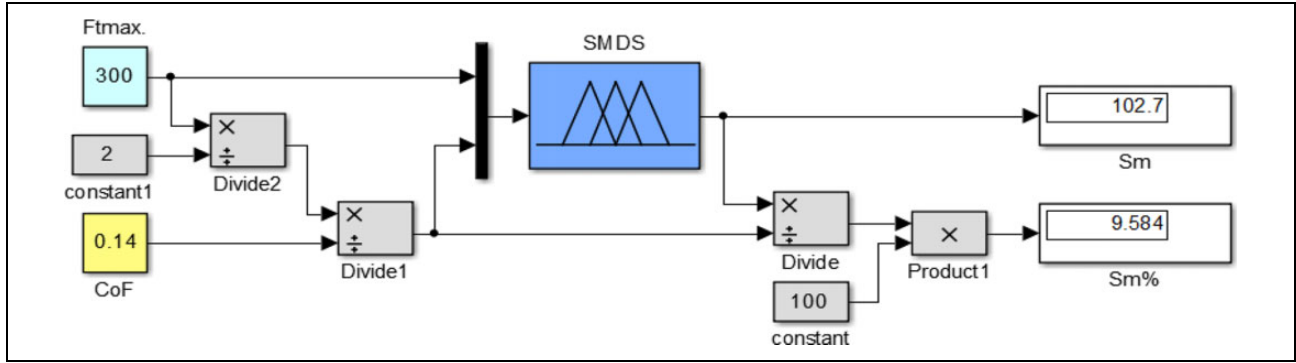 Ftmax.
300
SMDS
102.7
Sm
×
÷
Divide2
2
constant1
×
÷
Divide1
0.14
CoF
×
÷
Divide
×
Product1
9.584
Sm%
100
constant